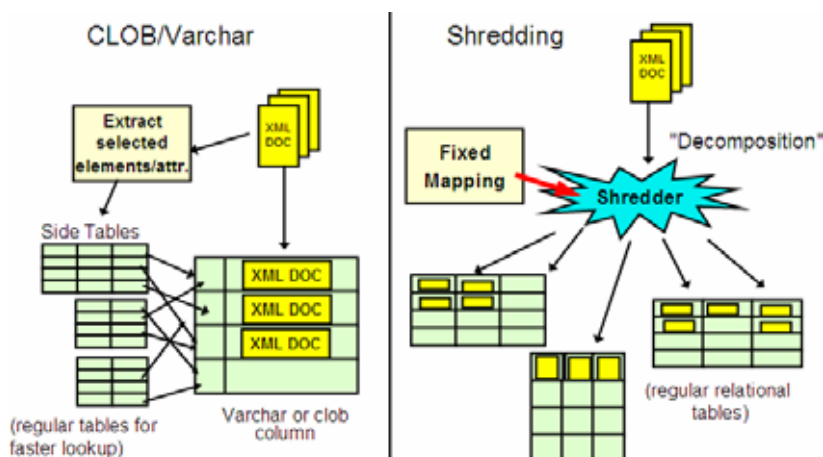 CLOB/Varchar
XML
DOC
Extract
selected
elements/attr.
Side Tables
XML DOC
XML DOC
XML DOC
(regular tables for
faster lookup)
Varchar or clob
column
Shredding
XML
DOC
"Decomposition"
Fixed
Mapping
Shredder
(regular relational
tables)